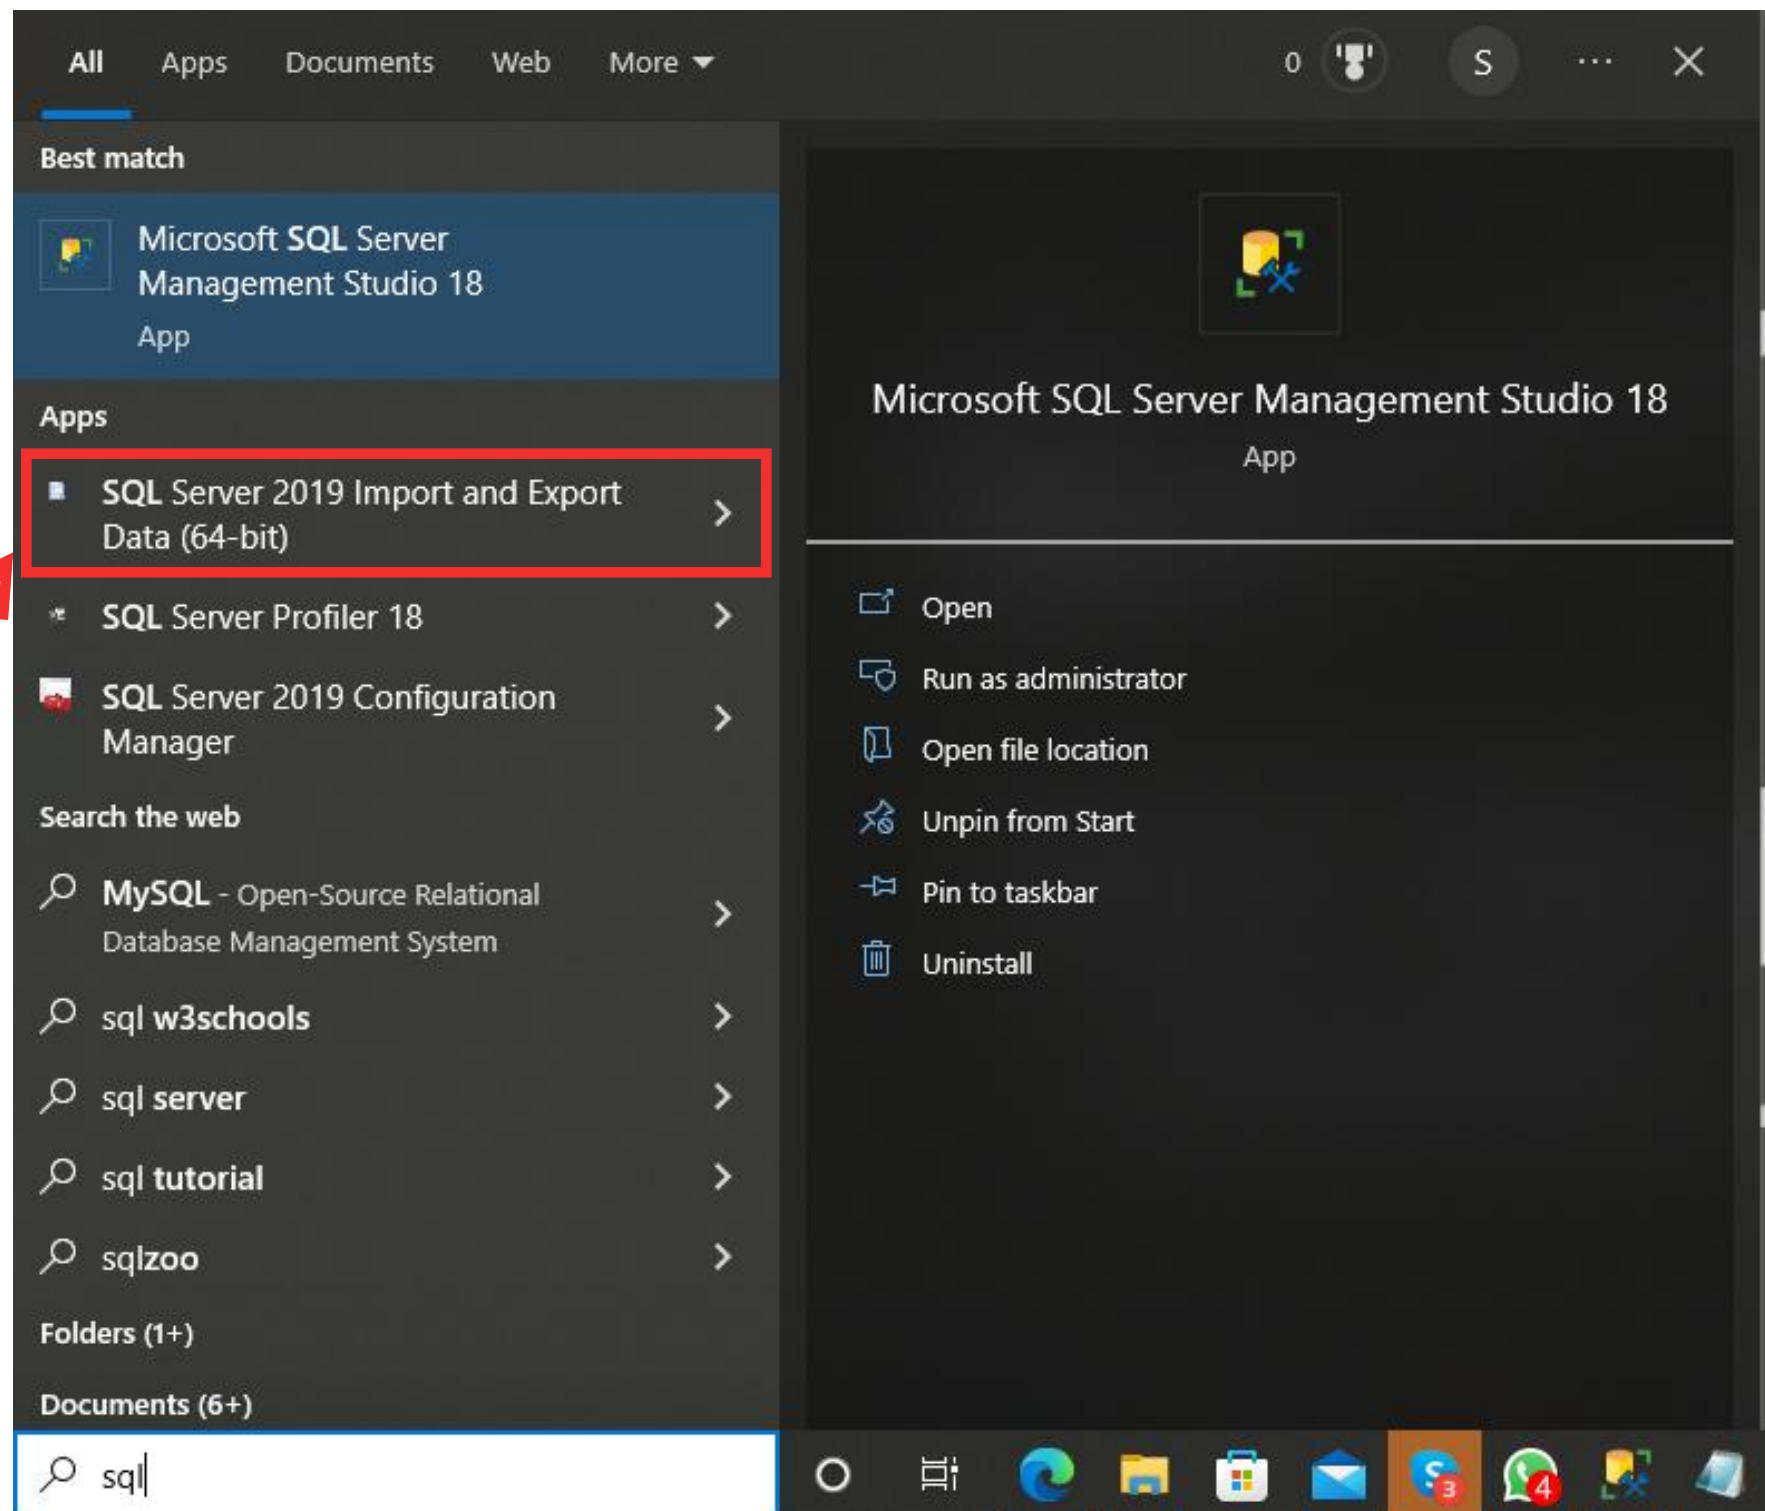 All Apps Documents Web More 0 S ...
Best match
Microsoft SQL Server
Management Studio 18
App
Apps
SQL Server 2019 Import and Export
Data (64-bit)
SQL Server Profiler 18
SQL Server 2019 Configuration
Manager
Search the web
MySQL - Open-Source Relational
Database Management System
sql w3schools
sql server
sql tutorial
sqlzoo
Folders (1+)
Documents (6+)
sql
Microsoft SQL Server Management Studio 18
App
Open
Run as administrator
Open file location
Unpin from Start
Pin to taskbar
Uninstall
S 3 4